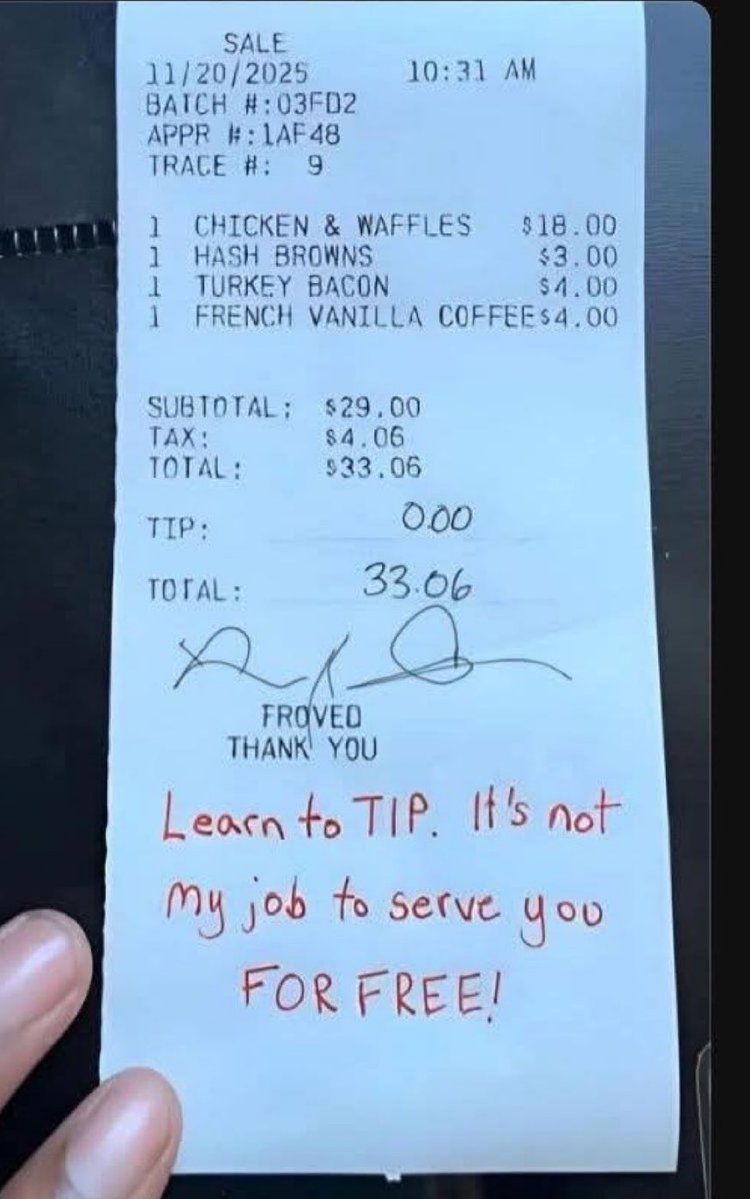 SALE
11/20/2025 10:31 AM
BATCH #:03FD2
APPR #:1AF48
TRACE #: 9
1 CHICKEN & WAFFLES $18.00
1 HASH BROWNS $3.00
1 TURKEY BACON $4.00
1 FRENCH VANILLA COFFEE$4.00
SUBTOTAL: $29.00
TAX: $4.06
TOTAL: $33.06
TIP: 0.00
TOTAL: 33.06
FROVED
THANK YOU
Learn to TIP. It's not
my job to serve you
FOR FREE!